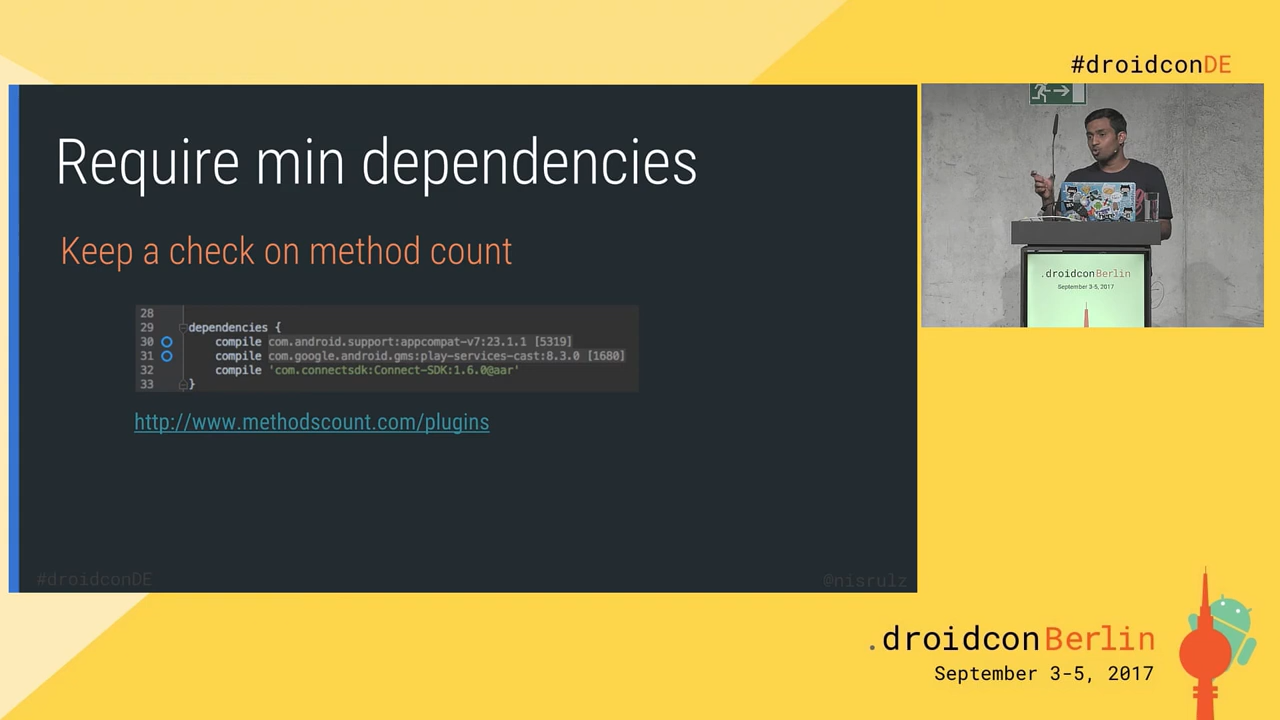 #droidconDE
Require min dependencies
Keep a check on method count
28
29 dependencies {
30 compile com.android.support:appcompat-v7:23.1.1 [5319]
31 compile com.google.android.gms:play-services-cast:8.3.0 [1680]
32 compile 'com.connectsdk:Connect-SDK:1.6.0@aar'
33 }
http://www.methodscount.com/plugins
#droidconDE
@nisrulz
.droidconBerlin
September 3-5, 2017
.droidconBerlin
September 3-5, 2017